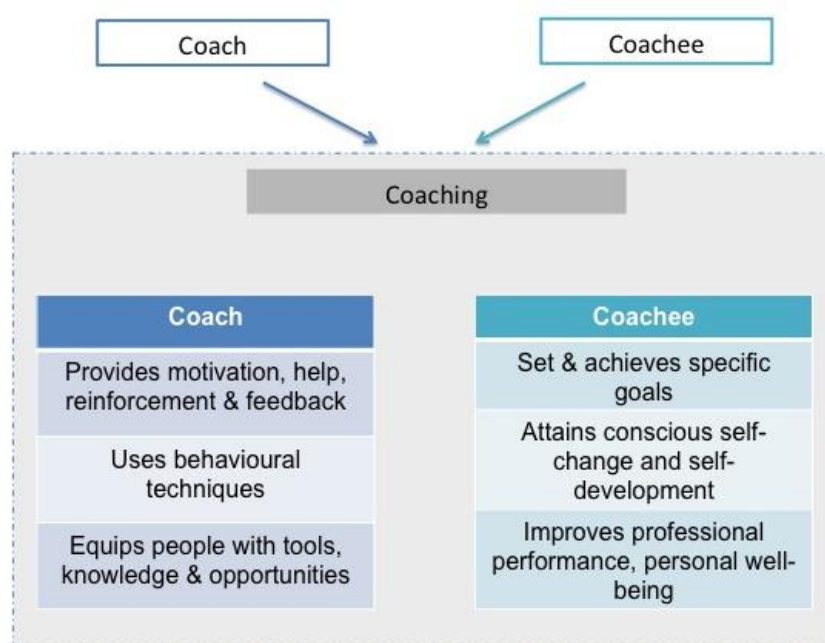 Coach
Coachee
Coaching
Coach
Provides motivation, help,
reinforcement & feedback
Uses behavioural
techniques
Equips people with tools,
knowledge & opportunities
Coachee
Set & achieves specific
goals
Attains conscious self-
change and self-
development
Improves professional
performance, personal well-
being